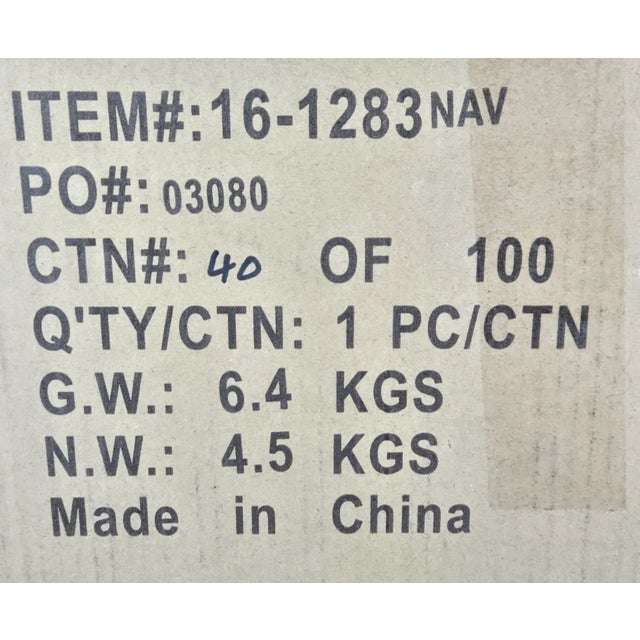 ITEM#:16-1283NAV
PO#: 03080
CTN#: 40 OF 100
Q'TY/CTN: 1 PC/CTN
G.W.: 6.4 KGS
N.W.: 4.5 KGS
Made in China